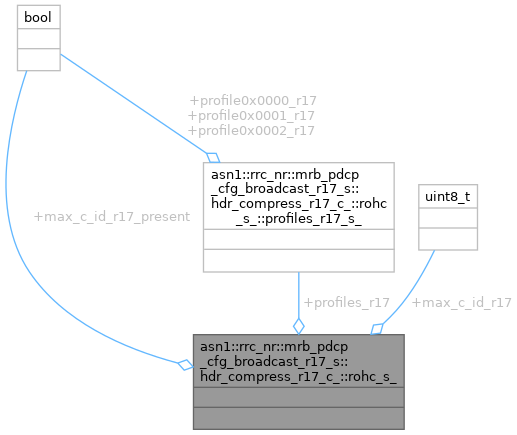 bool
+profile0x0000_r17
+profile0x0001_r17
+profile0x0002_r17
asn1::rrc_nr::mrb_pdcp
_cfg_broadcast_r17_s::
hdr_compress_r17_c_::rohc
_s_::profiles_r17_s_
uint8_t
+max_c_id_r17_present
+profiles_r17
+max_c_id_r17
asn1::rrc_nr::mrb_pdcp
_cfg_broadcast_r17_s::
hdr_compress_r17_c_::rohc_s_